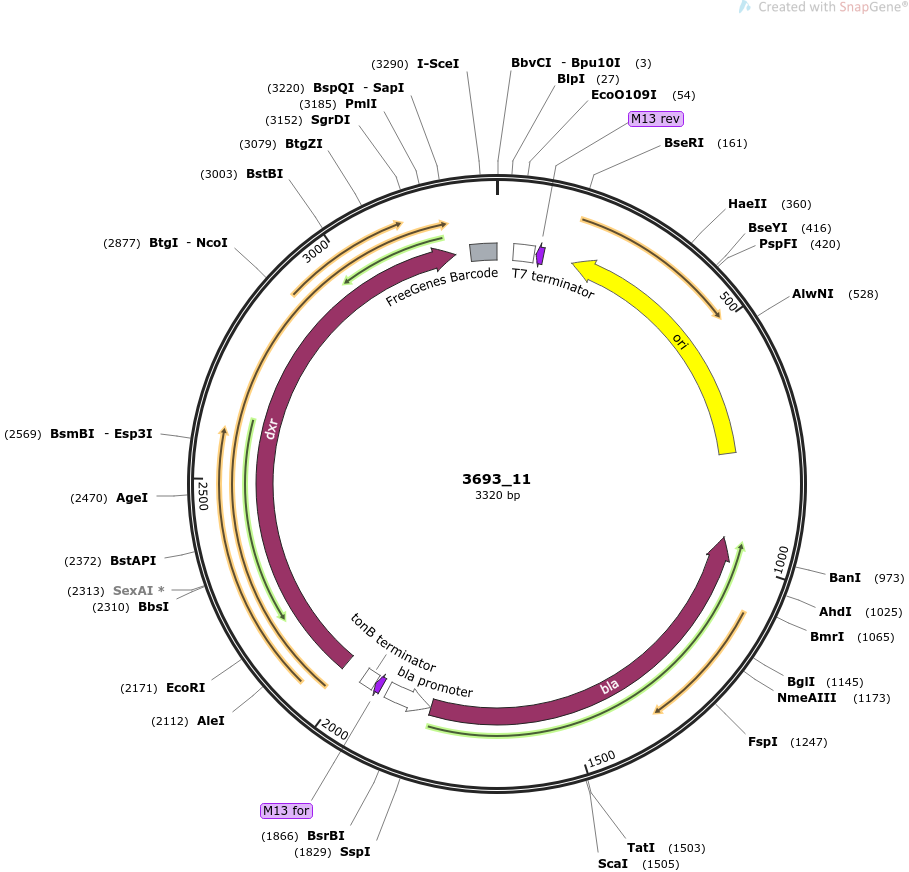 Created with SnapGene®
(3290) I-SceI
BbvCI - Bpu10I (3)
BlpI (27)
(3220) BspQI - SapI
EcoO109I (54)
(3185) PmlI
(3152) SgrDI
M13 rev
(3079) BtgZI
BseRI (161)
(3003) BstBI
HaeII (360)
BseYI (416)
(2877) BtgI - NcoI
PspFI (420)
3000
FreeGenes Barcode
T7 terminator
AlwNI (528)
500
ori
dxr
(2569) BsmBI - Esp3I
3693_11
3320 bp
(2470) AgeI
2500
(2372) BstAPI
1000
BanI (973)
(2313) SexAI *
(2310) BbsI
AhdI (1025)
BmrI (1065)
tonB terminator
bla promoter
bla
(2171) EcoRI
BglI (1145)
NmeAIII (1173)
(2112) AleI
2000
FspI (1247)
1500
M13 for
(1866) BsrBI
(1829) SspI
TatI (1503)
ScaI (1505)